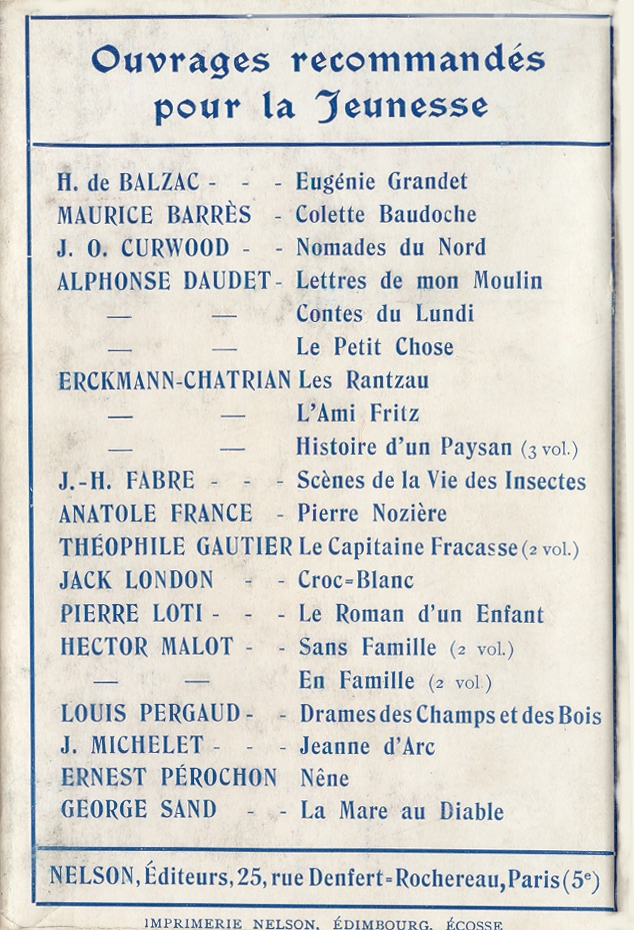 Ouvrages recommandés
pour la Jeunesse
H. de BALZAC - - - Eugénie Grandet
MAURICE BARRÈS - Colette Baudoche
J. O. CURWOOD - - Nomades du Nord
ALPHONSE DAUDET - Lettres de mon Moulin
— — Contes du Lundi
— — Le Petit Chose
ERCKMANN-CHATRIAN Les Rantzau
— — L'Ami Fritz
— — Histoire d'un Paysan (3 vol.)
J.-H. FABRE - - - Scènes de la Vie des Insectes
ANATOLE FRANCE - Pierre Nozière
THÉOPHILE GAUTIER Le Capitaine Fracasse (2 vol.)
JACK LONDON - - Croc=Blanc
PIERRE LOTI - - - Le Roman d'un Enfant
HECTOR MALOT - - Sans Famille (2 vol.)
— — En Famille (2 vol.)
LOUIS PERGAUD - - Drames des Champs et des Bois
J. MICHELET - - - Jeanne d'Arc
ERNEST PÉROCHON Nêne
GEORGE SAND - - La Mare au Diable
NELSON, Éditeurs, 25, rue Denfert=Rochereau, Paris (5e)
IMPRIMERIE NELSON, ÉDIMBOURG, ÉCOSSE